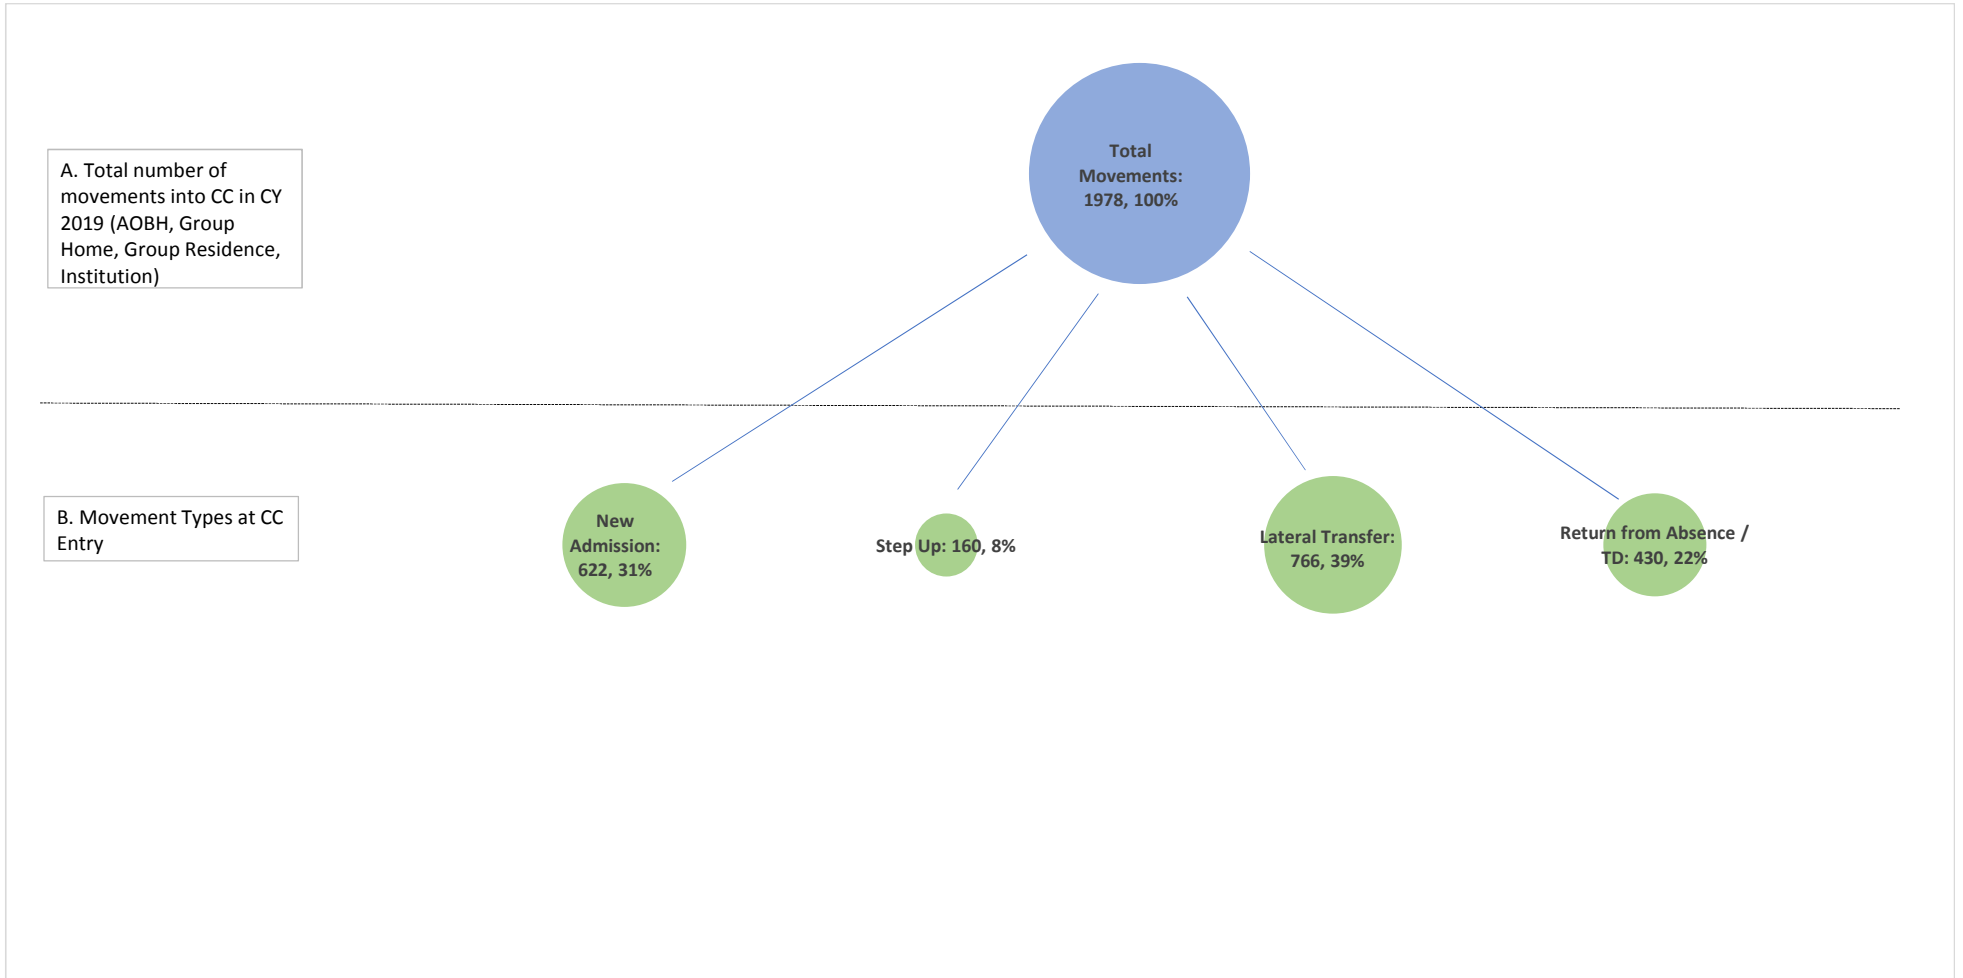 Total
Movements:
1978, 100%
A. Total number of
movements into CC in CY
2019 (AOBH, Group
Home, Group Residence,
Institution)
B. Movement Types at CC
Entry
New
Admission:
622, 31%
Step Up: 160, 8%
Lateral Transfer:
766, 39%
Return from Absence /
TD: 430, 22%